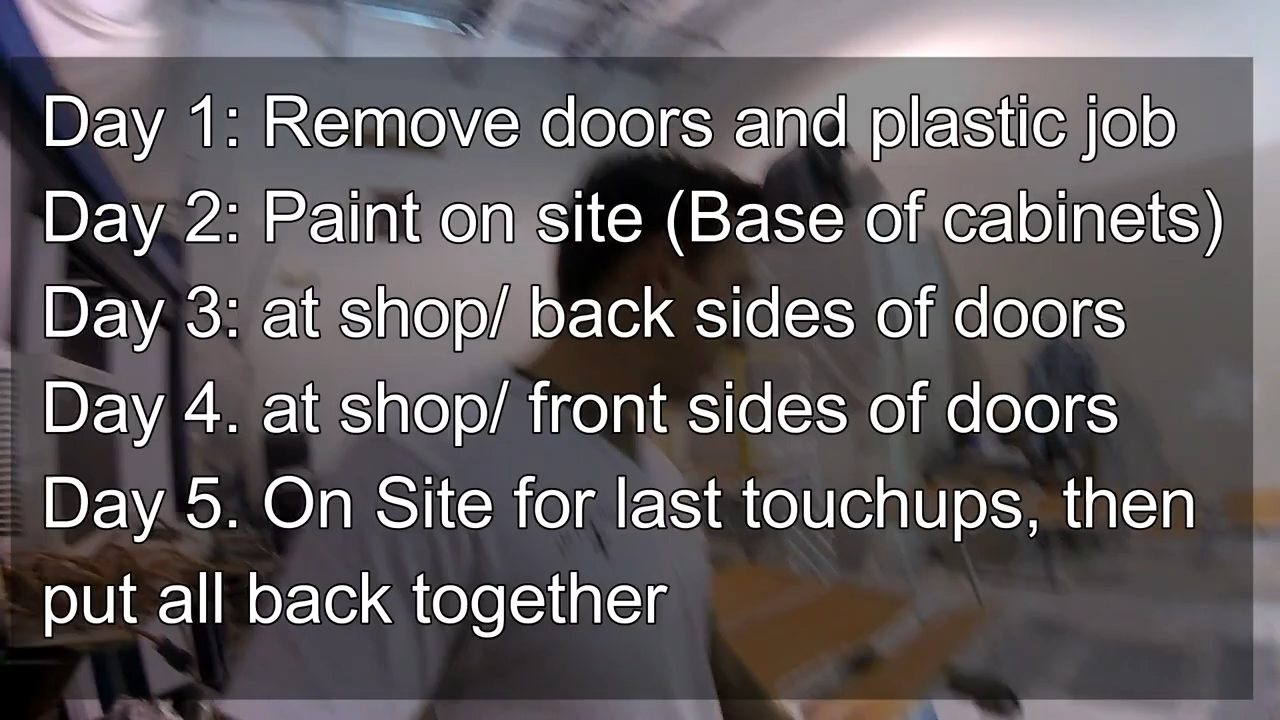 Day 1: Remove doors and plastic job
Day 2: Paint on site (Base of cabinets)
Day 3: at shop/ back sides of doors
Day 4. at shop/ front sides of doors
Day 5. On Site for last touchups, then
put all back together